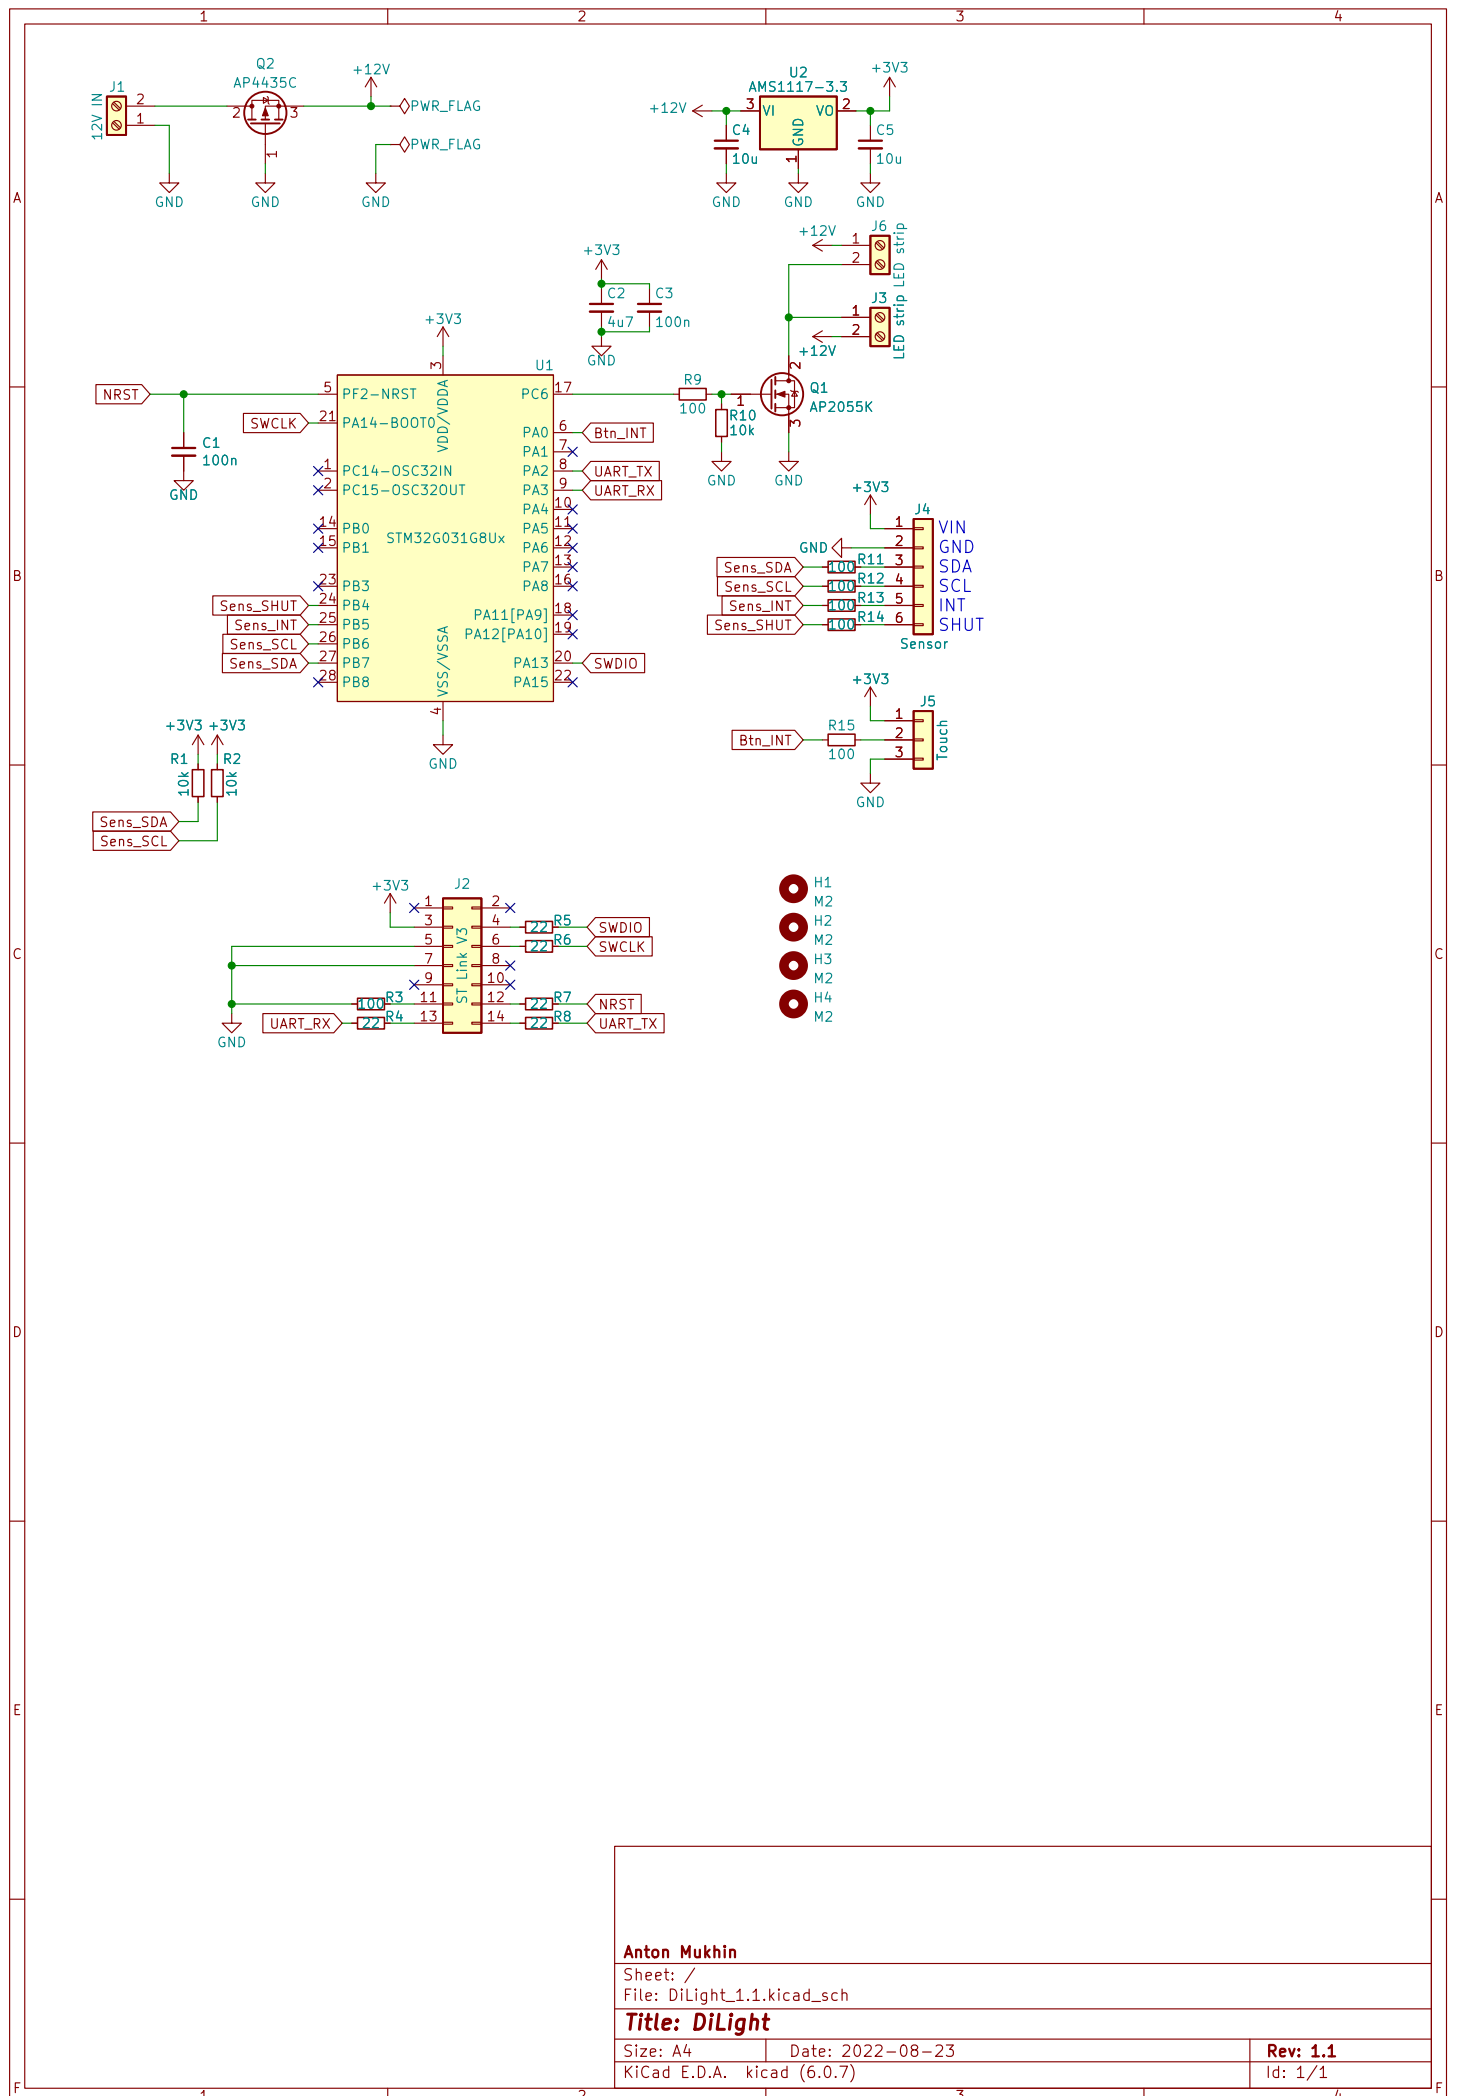 1 2 3 4
A B C D E F
A B C D E F
1 2 3 4
J1
12V IN
2
1
GND
Q2
AP4435C
2 3
1
GND
+12V
PWR_FLAG
PWR_FLAG
GND
U2
AMS1117-3.3
+12V
3 VI VO 2
GND
1
C4
10u
C5
10u
+3V3
GND GND GND
J6
LED strip
+12V
1
2
J3
LED strip
1
2
+12V
+3V3
C2
4u7
C3
100n
GND
Q1
AP2055K
2
1
3
GND
R9
100
R10
10k
GND
+3V3
U1
STM32G031G8Ux
3
VDD/VDDA
5 PF2-NRST
21 PA14-BOOT0
1 PC14-OSC32IN
2 PC15-OSC32OUT
14 PB0
15 PB1
23 PB3
24 PB4
25 PB5
26 PB6
27 PB7
28 PB8
PC6 17
PA0 6
PA1 7
PA2 8
PA3 9
PA4 10
PA5 11
PA6 12
PA7 13
PA8 16
PA11[PA9] 18
PA12[PA10] 19
PA13 20
PA15 22
VSS/VSSA
4
GND
NRST
C1
100n
GND
SWCLK
Sens_SHUT
Sens_INT
Sens_SCL
Sens_SDA
Btn_INT
UART_TX
UART_RX
SWDIO
+3V3
J4
GND
1 VIN
2 GND
Sens_SDA 100 R11 3 SDA
Sens_SCL 100 R12 4 SCL
Sens_INT 100 R13 5 INT
Sens_SHUT 100 R14 6 SHUT
Sensor
+3V3
J5
Touch
1
Btn_INT R15 2
100 3
GND
+3V3 +3V3
R1 R2
10k 10k
Sens_SDA
Sens_SCL
+3V3
J2
ST Link V3
1 2
3 4 22 R5 SWDIO
5 6 22 R6 SWCLK
7 8
9 10
100 R3 11 12 22 R7 NRST
UART_RX 22 R4 13 14 22 R8 UART_TX
GND
H1
M2
H2
M2
H3
M2
H4
M2
Anton Mukhin
Sheet: /
File: DiLight_1.1.kicad_sch
Title: DiLight
Size: A4 Date: 2022-08-23 Rev: 1.1
KiCad E.D.A. kicad (6.0.7) Id: 1/1